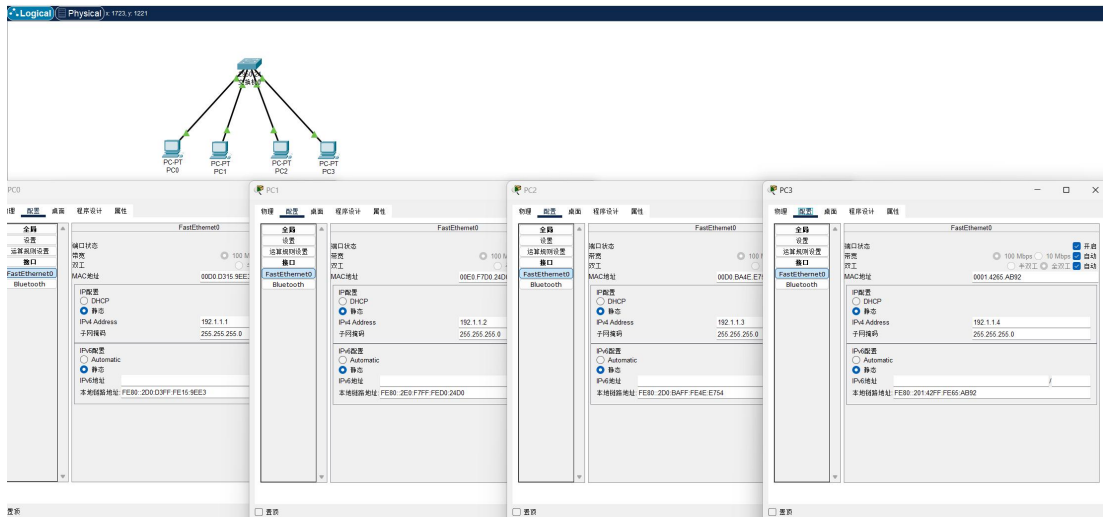 Logical Physical x: 1723, y: 1221
PC-PT
PC0
PC-PT
PC1
PC-PT
PC2
PC-PT
PC3
PC0
物理 配置 桌面 程序设计 属性
全局
设置
运算规则设置
接口
FastEthernet0
Bluetooth
FastEthernet0
端口状态
带宽 100 M
双工
MAC地址 00D0.D315.9EE3
IP配置
DHCP
静态
IPv4 Address 192.1.1.1
子网掩码 255.255.255.0
IPv6配置
Automatic
静态
IPv6地址
本地链路地址: FE80::2D0:D3FF:FE15:9EE3
置顶
PC1
物理 配置 桌面 程序设计 属性
全局
设置
运算规则设置
接口
FastEthernet0
Bluetooth
FastEthernet0
端口状态
带宽 100 M
双工
MAC地址 00E0.F7D0.24D
IP配置
DHCP
静态
IPv4 Address 192.1.1.2
子网掩码 255.255.255.0
IPv6配置
Automatic
静态
IPv6地址
本地链路地址: FE80::2E0:F7FF:FED0:24D0
置顶
PC2
物理 配置 桌面 程序设计 属性
全局
设置
运算规则设置
接口
FastEthernet0
Bluetooth
FastEthernet0
端口状态
带宽 100 M
双工
MAC地址 00D0.BA4E.E7
IP配置
DHCP
静态
IPv4 Address 192.1.1.3
子网掩码 255.255.255.0
IPv6配置
Automatic
静态
IPv6地址
本地链路地址: FE80::2D0:BAFF:FE4E:E754
置顶
PC3
物理 配置 桌面 程序设计 属性
全局
设置
运算规则设置
接口
FastEthernet0
Bluetooth
FastEthernet0
端口状态 开启
带宽 100 Mbps 10 Mbps 自动
双工 半双工 全双工 自动
MAC地址 0001.4265.AB92
IP配置
DHCP
静态
IPv4 Address 192.1.1.4
子网掩码 255.255.255.0
IPv6配置
Automatic
静态
IPv6地址 /
本地链路地址: FE80::201:42FF:FE65:AB92
置顶